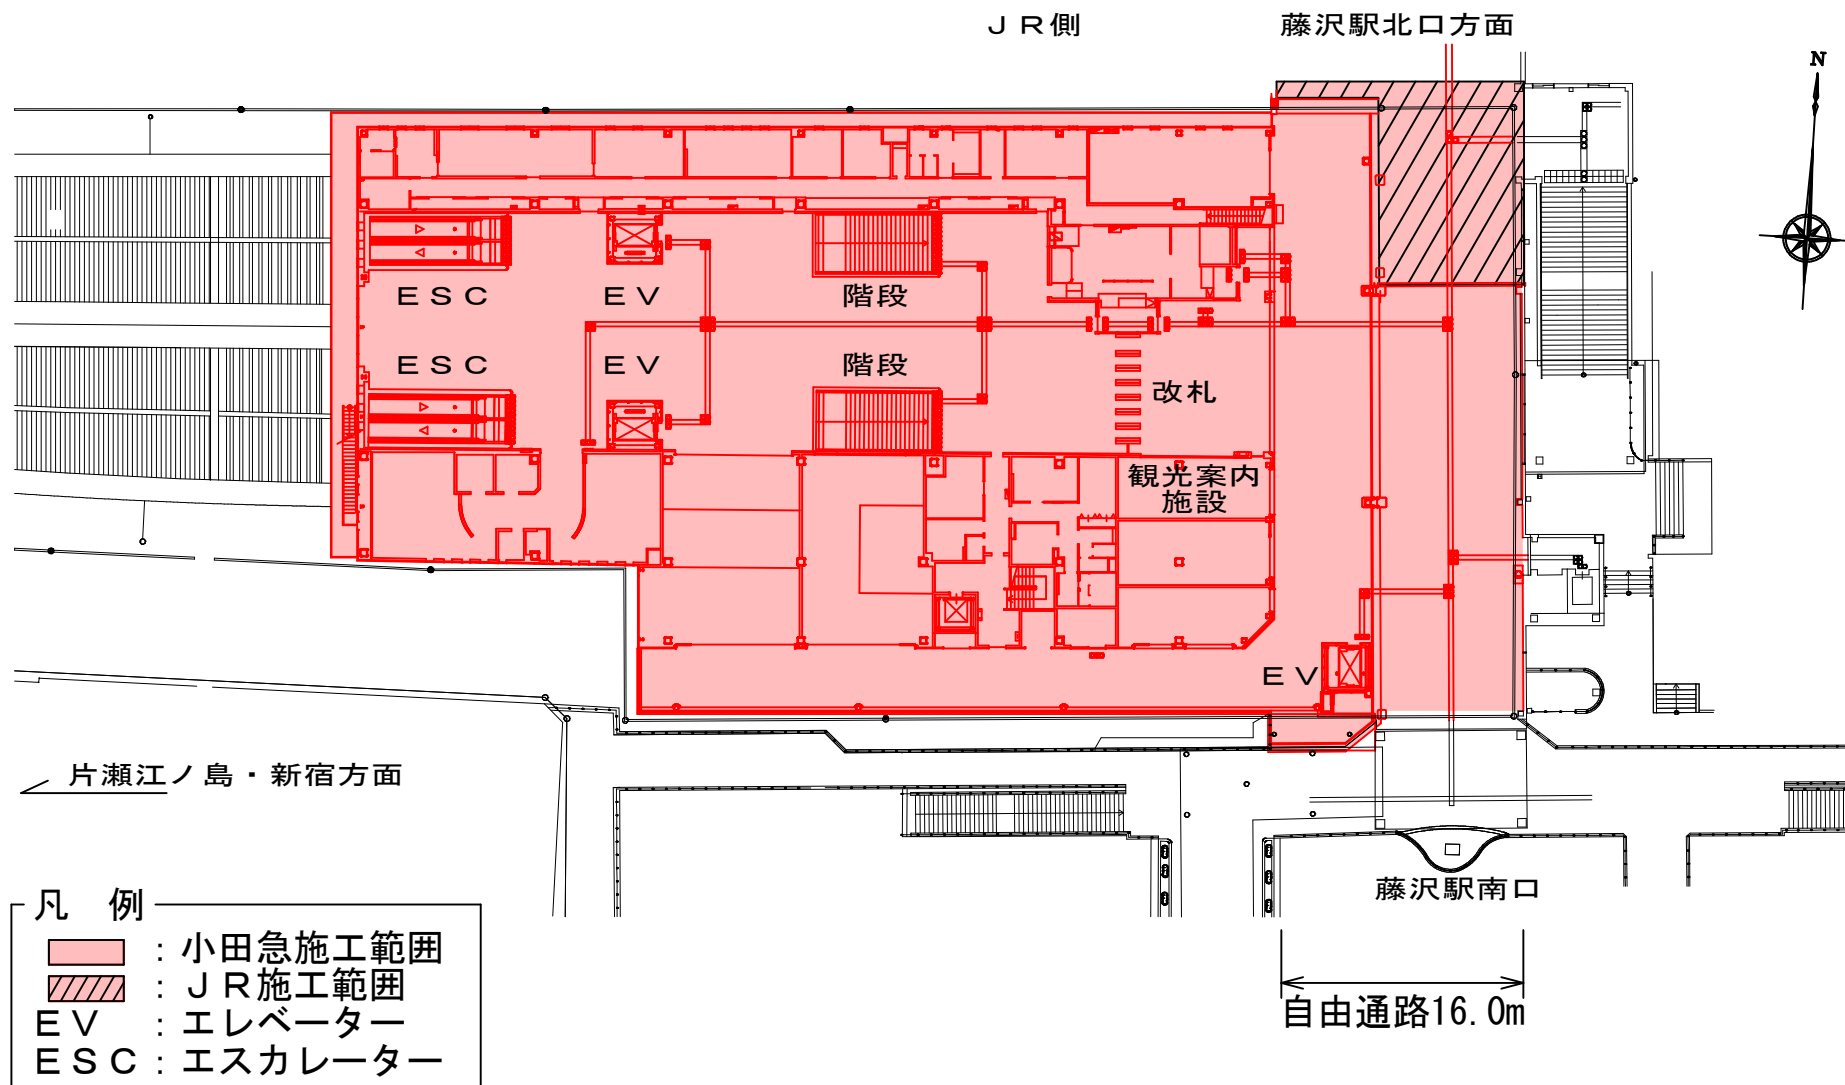 ＪＲ側
藤沢駅北口方面
N
ＥＳＣ
ＥＶ
階段
ＥＳＣ
ＥＶ
階段
改札
観光案内
施設
ＥＶ
片瀬江ノ島・新宿方面
藤沢駅南口
自由通路16.0m
凡 例
：小田急施工範囲
：ＪＲ施工範囲
ＥＶ ：エレベーター
ＥＳＣ：エスカレーター